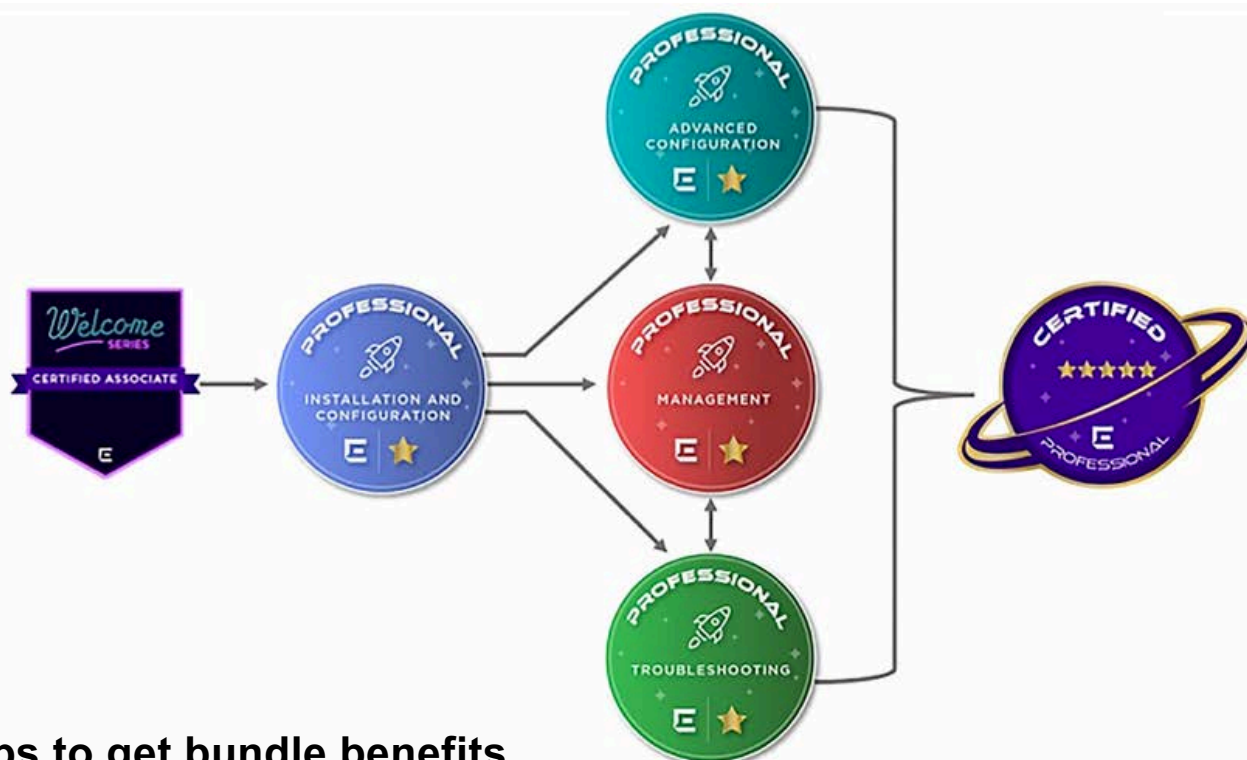 Welcome
SERIES
CERTIFIED ASSOCIATE
E
PROFESSIONAL
INSTALLATION AND
CONFIGURATION
E
PROFESSIONAL
ADVANCED
CONFIGURATION
E
PROFESSIONAL
MANAGEMENT
E
PROFESSIONAL
TROUBLESHOOTING
E
CERTIFIED
E
PROFESSIONAL
to get bundle benefits